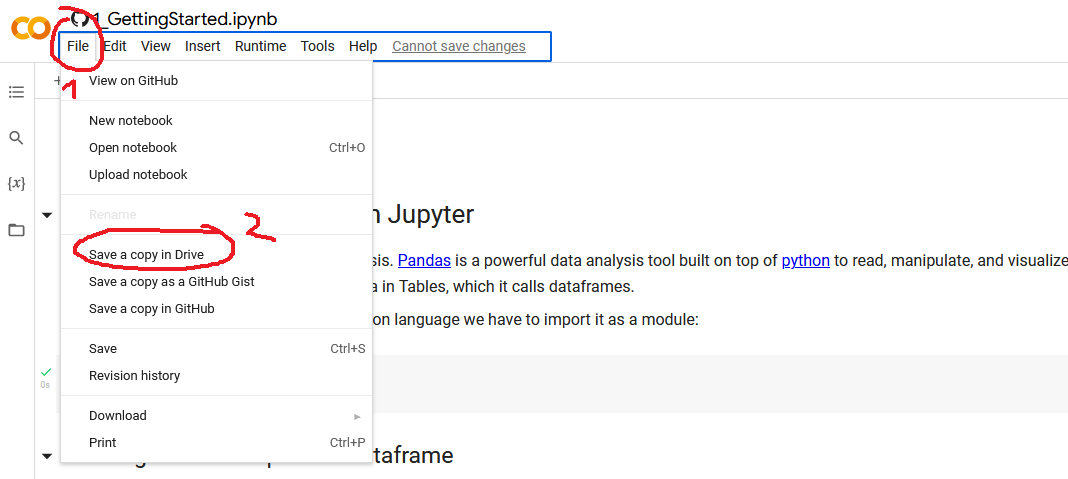 1_GettingStarted.ipynb
File Edit View Insert Runtime Tools Help Cannot save changes
1
+
View on GitHub
New notebook
Open notebook Ctrl+O
Upload notebook
{x}
Rename
Jupyter
2
Save a copy in Drive
sis. Pandas is a powerful data analysis tool built on top of python to read, manipulate, and visualize
Save a copy as a GitHub Gist
a in Tables, which it calls dataframes.
Save a copy in GitHub
on language we have to import it as a module:
Save Ctrl+S
Revision history
0s
Download
Print Ctrl+P
taframe